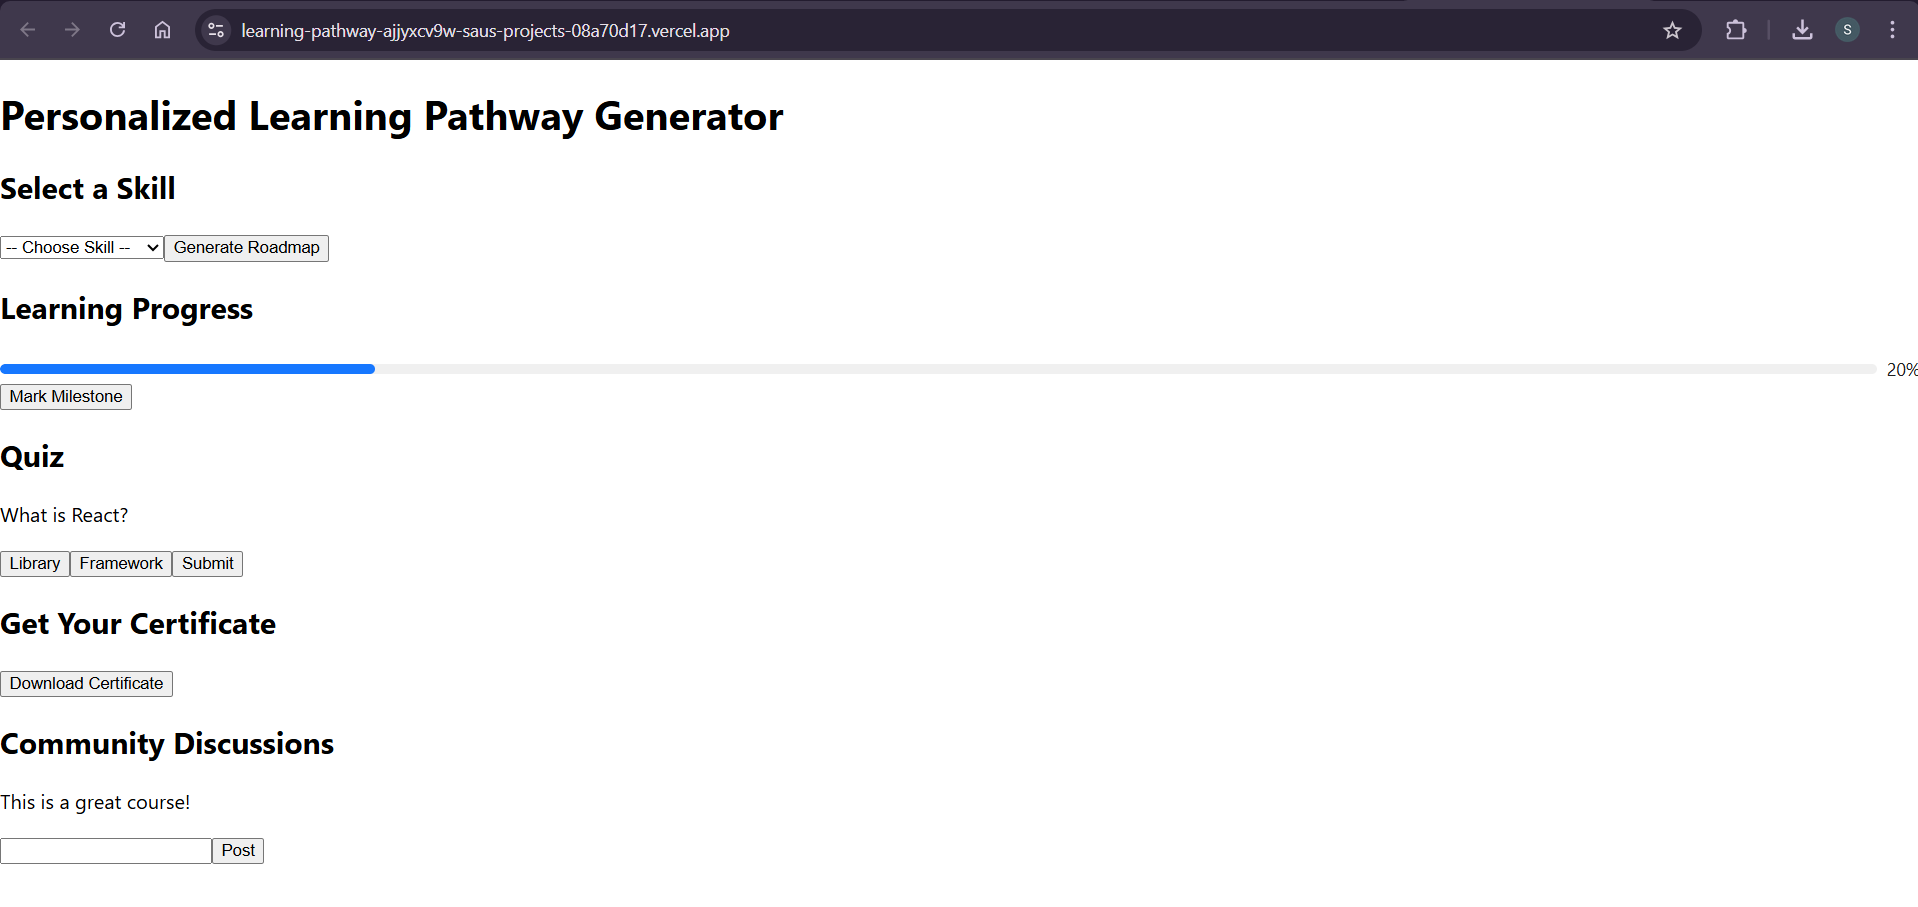 learning-pathway-ajjyxcv9w-saus-projects-08a70d17.vercel.app
S
Personalized Learning Pathway Generator
Select a Skill
-- Choose Skill -- Generate Roadmap
Learning Progress
20%
Mark Milestone
Quiz
What is React?
Library Framework Submit
Get Your Certificate
Download Certificate
Community Discussions
This is a great course!
Post